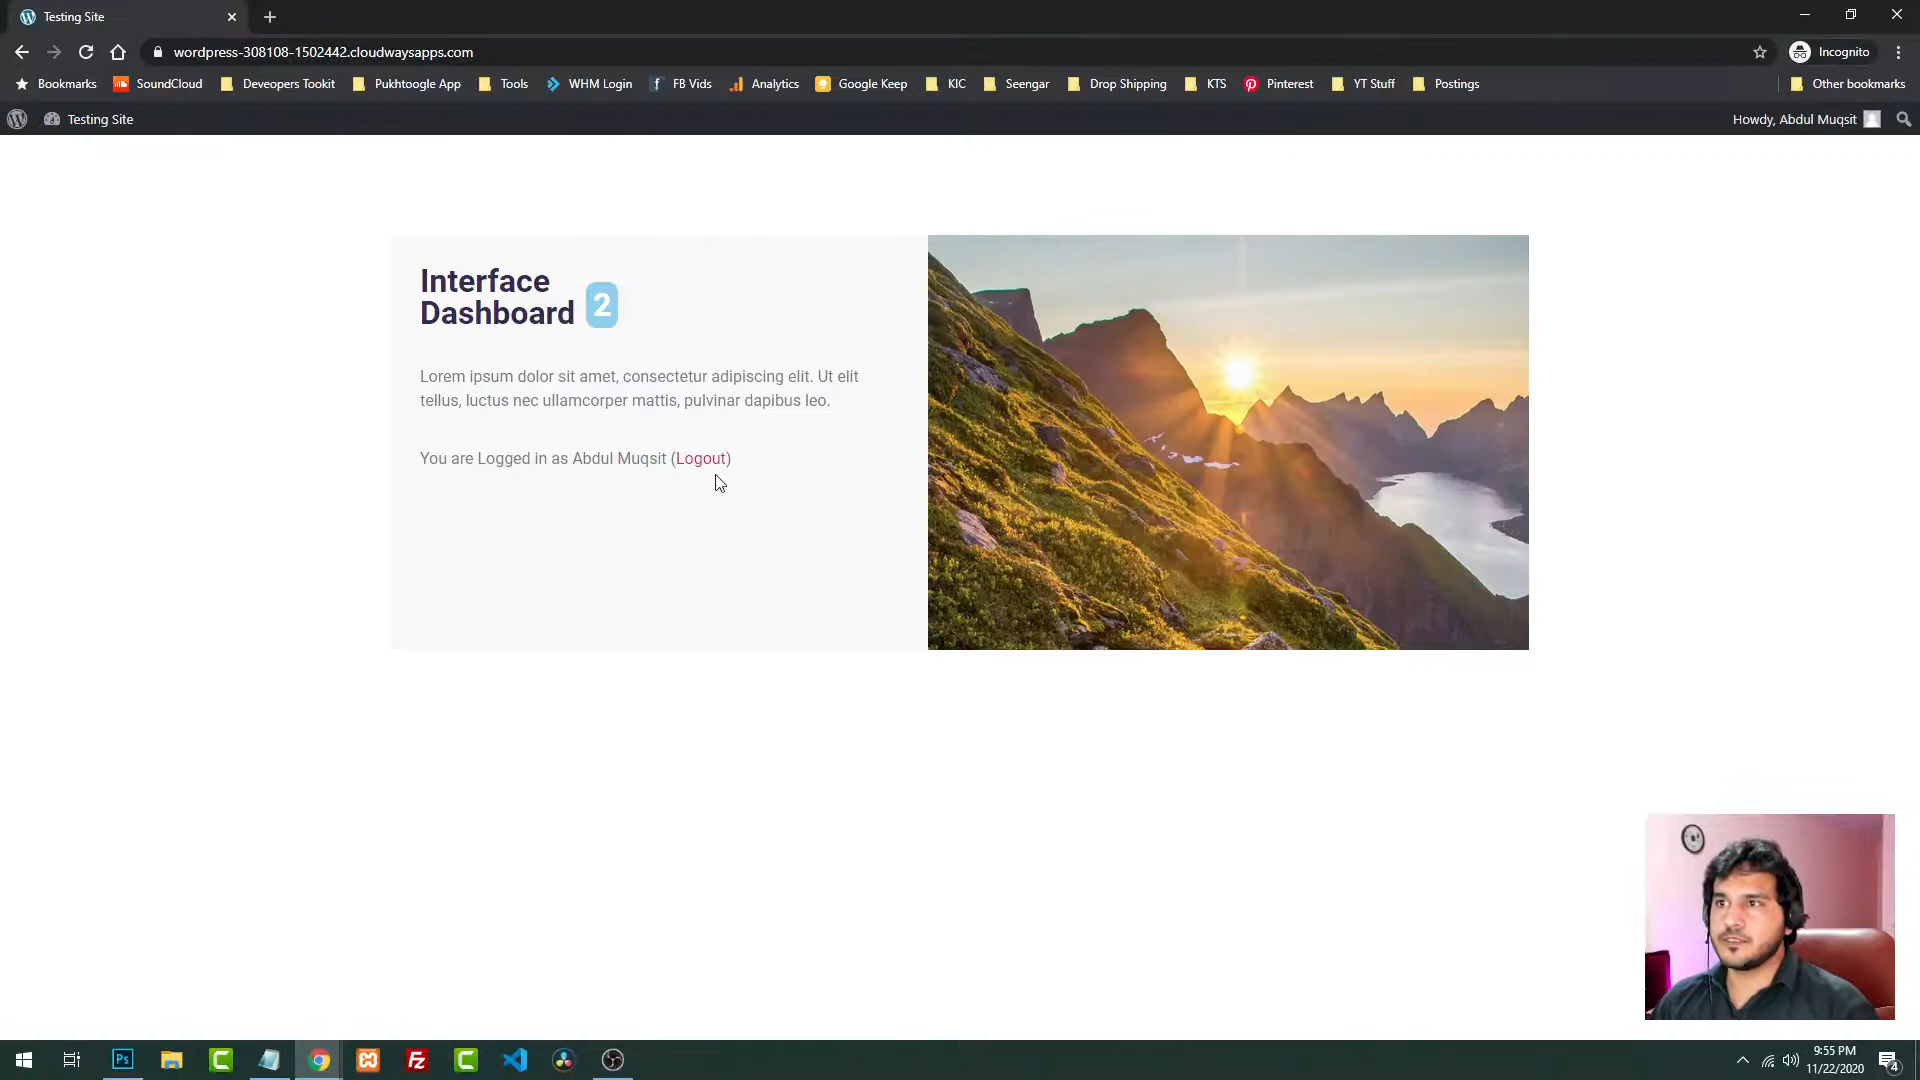 Testing Site
wordpress-308108-1502442.cloudwaysapps.com
Incognito
Bookmarks SoundCloud Deveopers Tookit Pukhtoogle App Tools WHM Login FB Vids Analytics Google Keep KIC Seengar Drop Shipping KTS Pinterest YT Stuff Postings Other bookmarks
Testing Site
Howdy, Abdul Muqsit
Interface
Dashboard 2
Lorem ipsum dolor sit amet, consectetur adipiscing elit. Ut elit
tellus, luctus nec ullamcorper mattis, pulvinar dapibus leo.
You are Logged in as Abdul Muqsit (Logout)
Ps
9:55 PM
11/22/2020
4